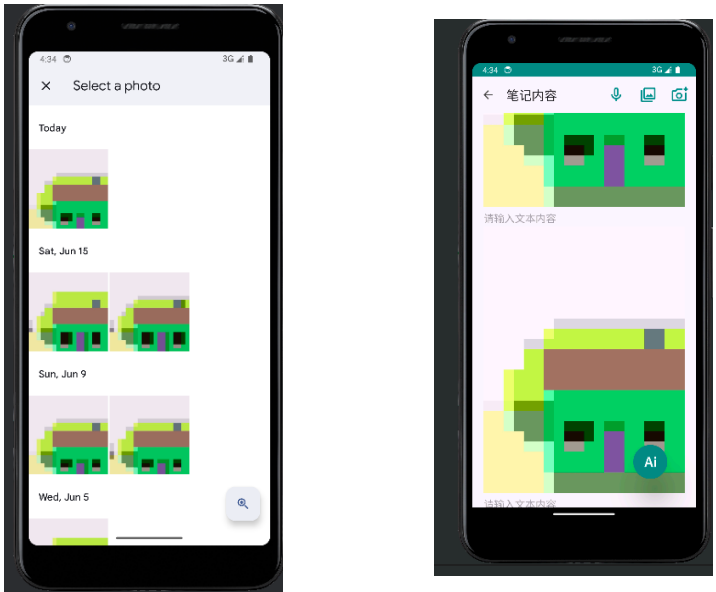 4:34 3G
Select a photo
Today
Sat, Jun 15
Sun, Jun 9
Wed, Jun 5
4:34 3G
笔记内容
请输入文本内容
Ai
请输入文本内容